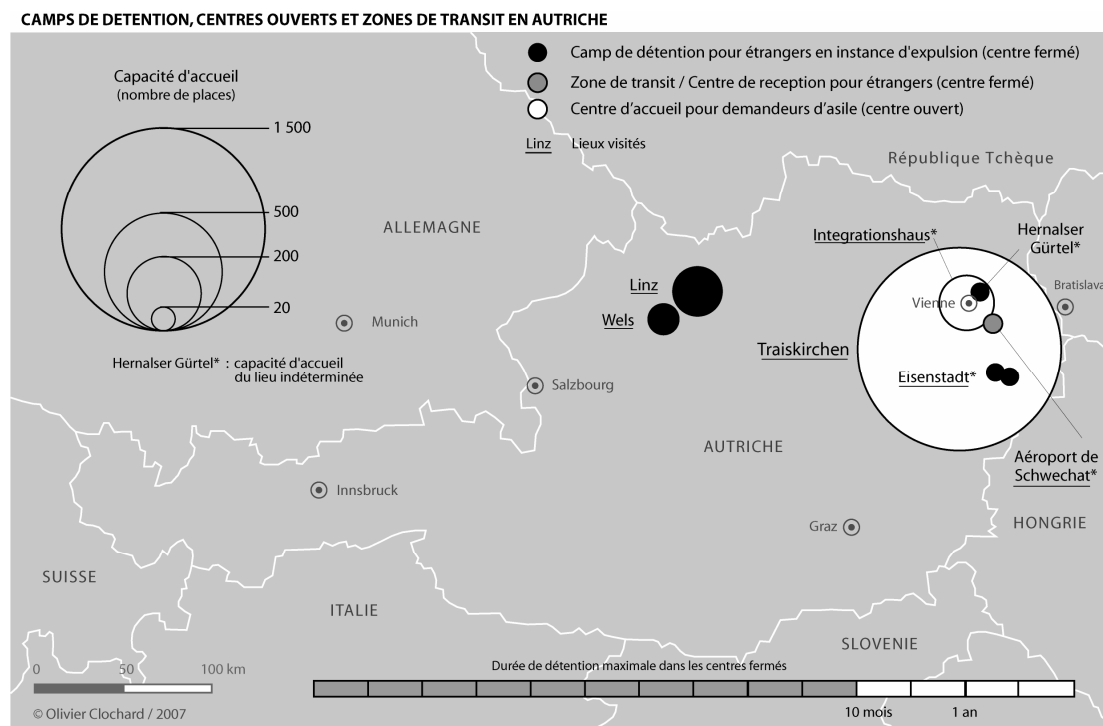 CAMPS DE DETENTION, CENTRES OUVERTS ET ZONES DE TRANSIT EN AUTRICHE
Camp de détention pour étrangers en instance d'expulsion (centre fermé)
Zone de transit / Centre de reception pour étrangers (centre fermé)
Centre d'accueil pour demandeurs d'asile (centre ouvert)
Linz Lieux visités
Capacité d'accueil
(nombre de places)
1 500
500
200
20
Hernalser Gürtel* : capacité d'accueil
du lieu indéterminée
République Tchèque
ALLEMAGNE
Integrationshaus*
Hernalser
Gürtel*
Linz
Wels
Vienne
Bratislava
Munich
Traiskirchen
Eisenstadt*
Salzbourg
AUTRICHE
Aéroport de
Schwechat*
Innsbruck
Graz
HONGRIE
SUISSE
ITALIE
SLOVENIE
0 50 100 km
Durée de détention maximale dans les centres fermés
10 mois 1 an
© Olivier Clochard / 2007